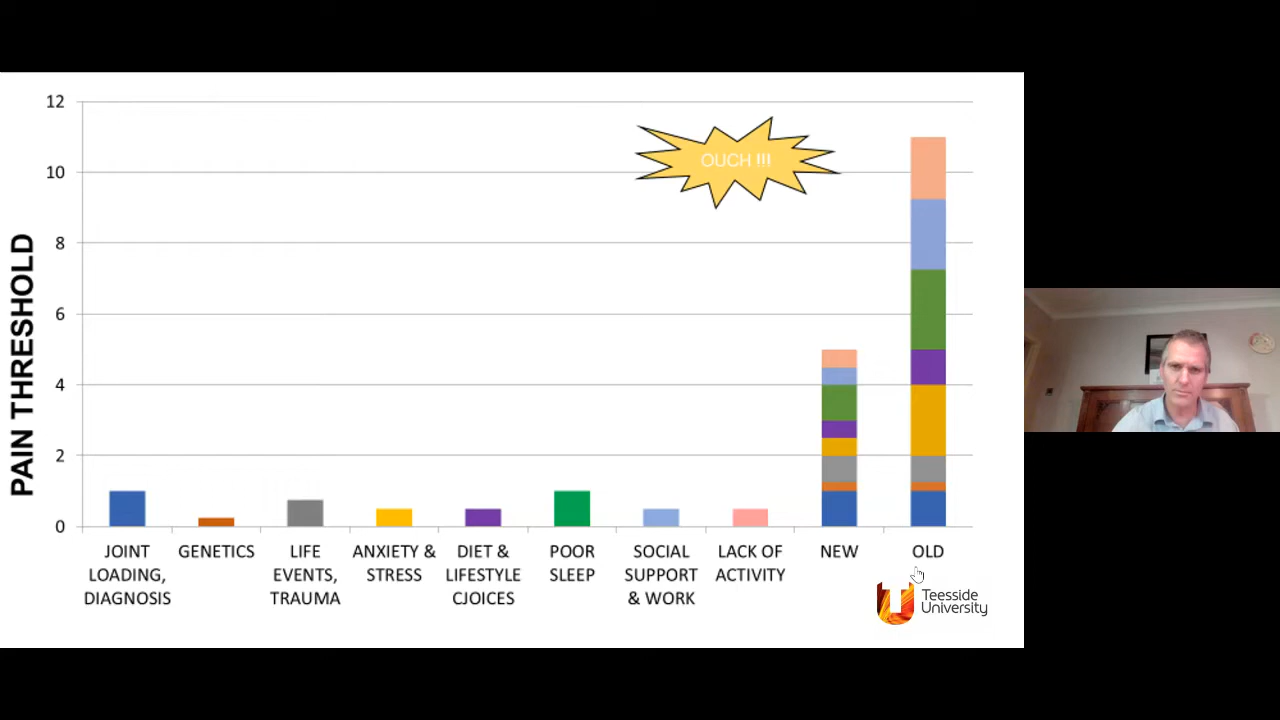 12
10
8
6
4
2
0
PAIN THRESHOLD
OUCH !!!
JOINT
LOADING,
DIAGNOSIS
GENETICS
LIFE
EVENTS,
TRAUMA
ANXIETY &
STRESS
DIET &
LIFESTYLE
CJOICES
POOR
SLEEP
SOCIAL
SUPPORT
& WORK
LACK OF
ACTIVITY
NEW
OLD
Teesside
University